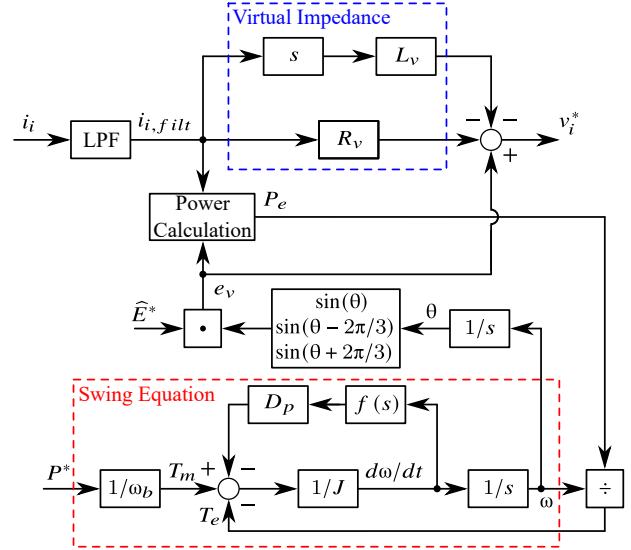 Virtual Impedance
s
L_v
i_i
LPF
i_{i,filt}
R_v
v_i^*
− − − +
Power
Calculation
P_e
e_v
Ê^*
•
sin(θ)
sin(θ − 2π/3)
sin(θ + 2π/3)
θ
1/s
Swing Equation
D_p
f(s)
P^*
1/ω_b
T_m
+ − −
1/J
dω/dt
1/s
ω
÷
T_e